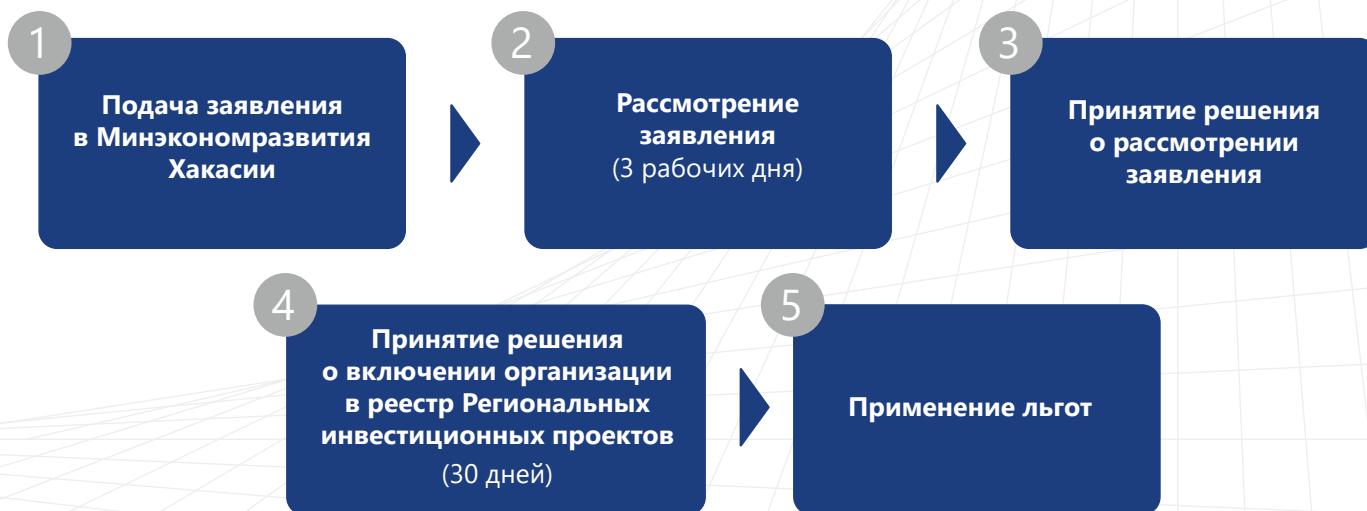 1
Подача заявления
в Минэкономразвития
Хакасии
2
Рассмотрение
заявления
(3 рабочих дня)
3
Принятие решения
о рассмотрении
заявления
4
Принятие решения
о включении организации
в реестр Региональных
инвестиционных проектов
(30 дней)
5
Применение льгот